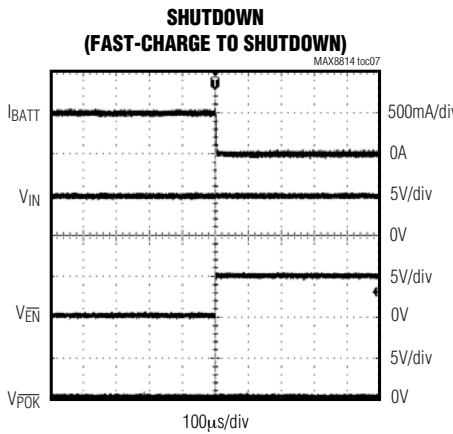 SHUTDOWN
(FAST-CHARGE TO SHUTDOWN)
MAX8814 toc07
T
IBATT
500mA/div
0A
VIN
5V/div
0V
5V/div
VEN
0V
5V/div
VPOK
0V
100μs/div